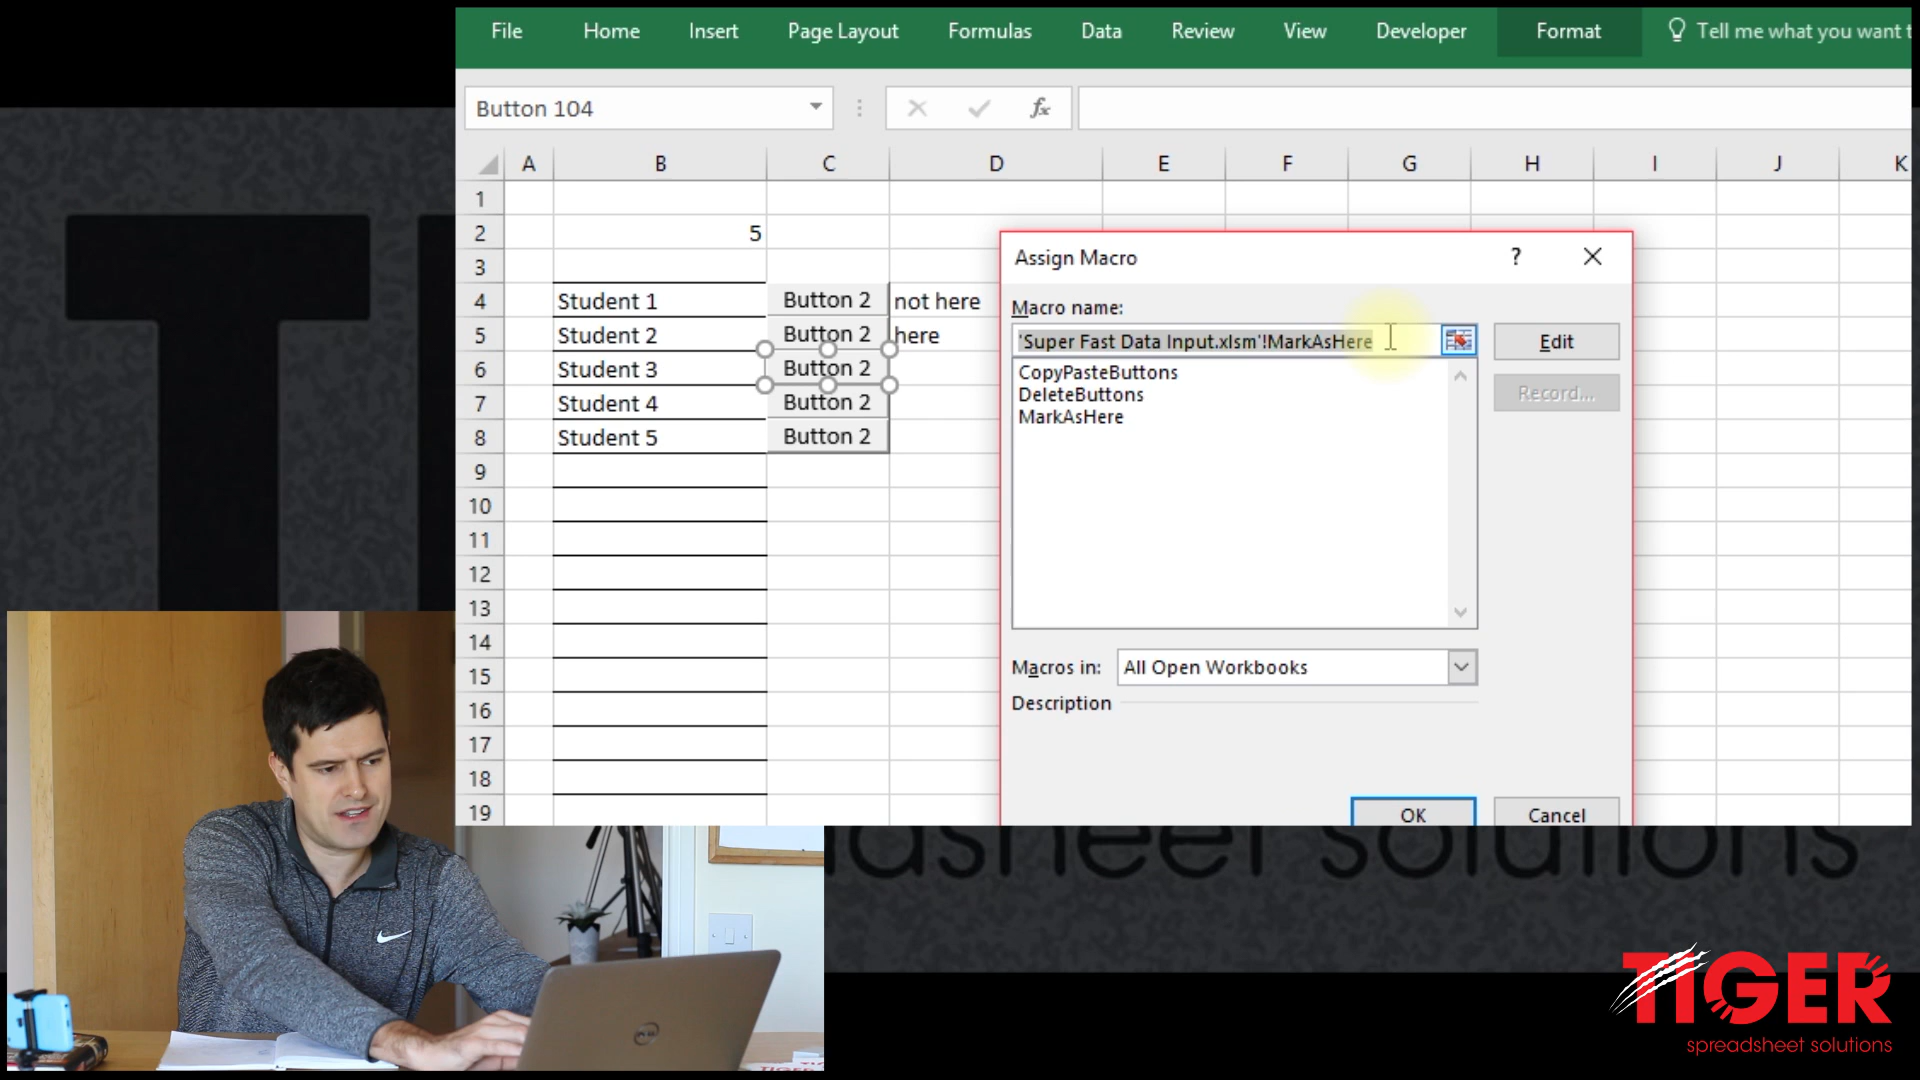 File Home Insert Page Layout Formulas Data Review View Developer Format Tell me what you want t
Button 104 fx
A B C D E F G H I J K
1
2 5
3
4 Student 1 Button 2 not here
5 Student 2 Button 2 here
6 Student 3 Button 2
7 Student 4 Button 2
8 Student 5 Button 2
9
10
11
12
13
14
15
16
17
18
19
Assign Macro ?
Macro name:
'Super Fast Data Input.xlsm'!MarkAsHere
Edit
CopyPasteButtons
DeleteButtons
MarkAsHere
Record...
Macros in: All Open Workbooks
Description
OK Cancel
adsheet solutions
DELL
TIGER
TIGER
spreadsheet solutions